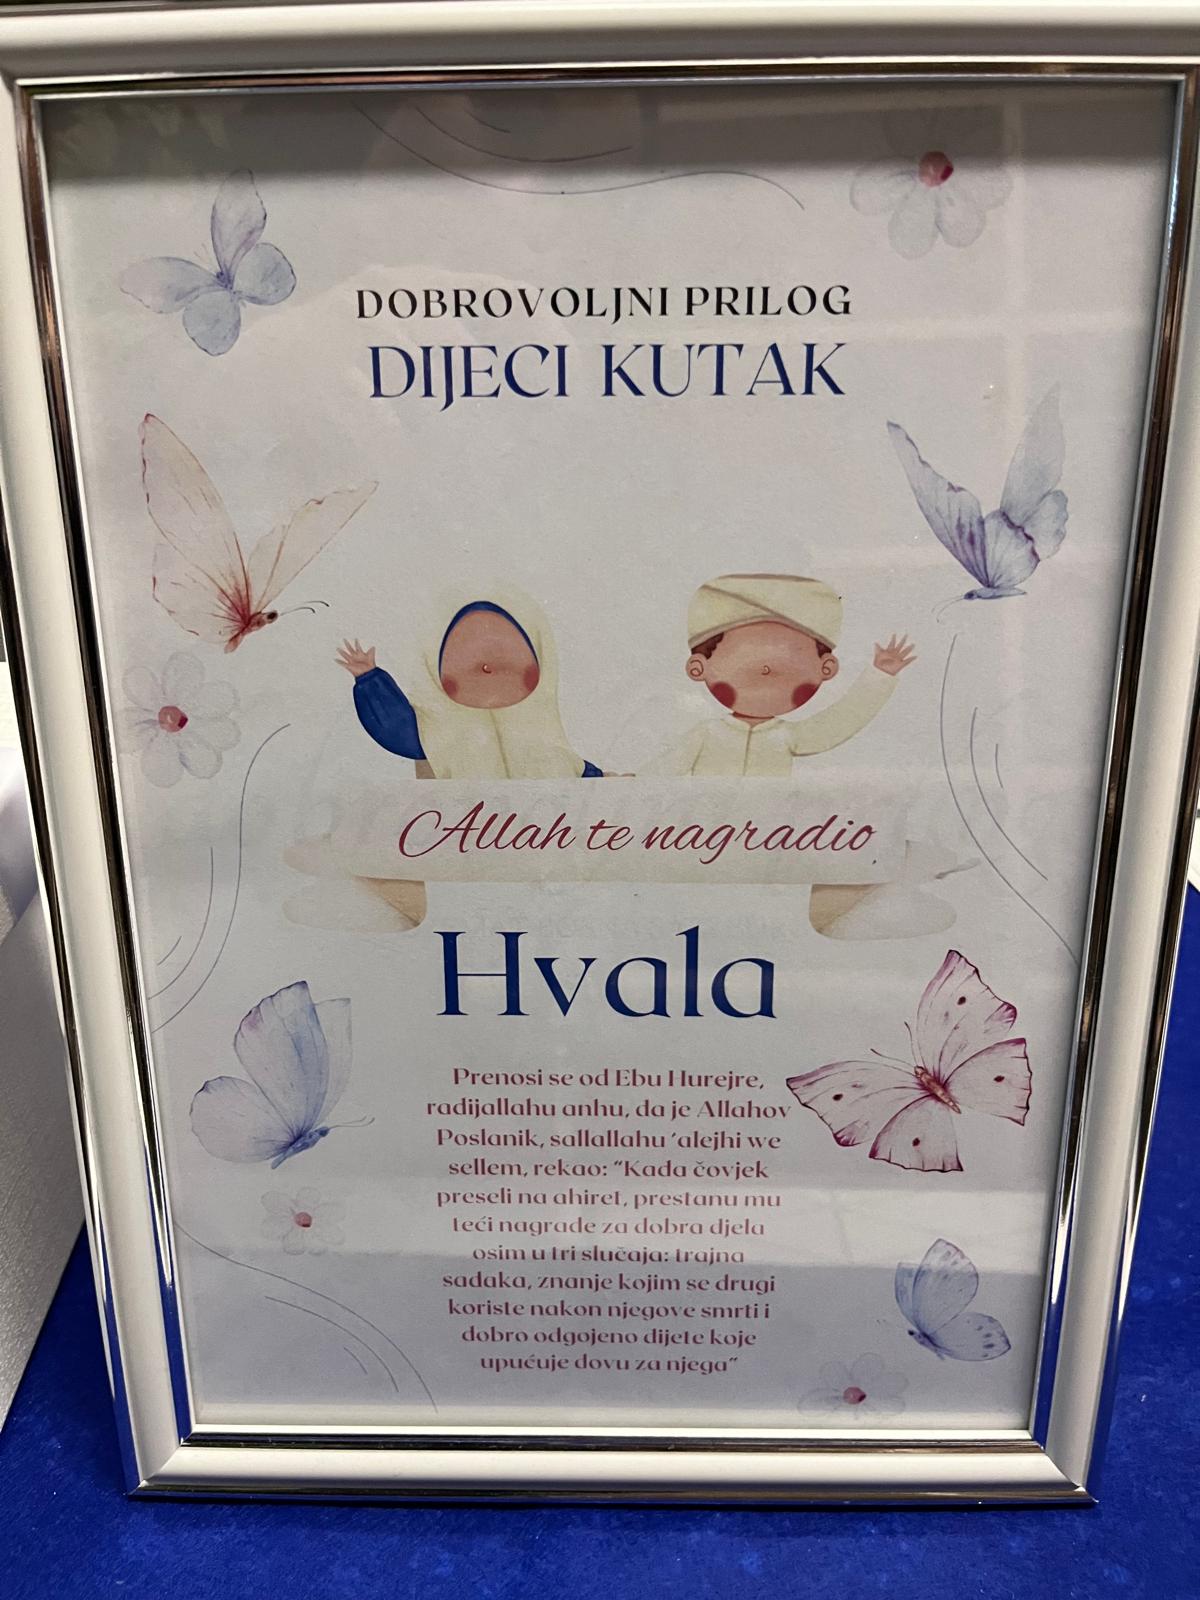 DOBROVOLJNI PRILOG
DIJECI KUTAK
Allah te nagradio
Hvala
Prenosi se od Ebu Hurejre,
radijallahu anhu, da je Allahov
Poslanik, sallallahu 'alejhi we
sellem, rekao: "Kada čovjek
preseli na ahiret, prestanu mu
teći nagrade za dobra djela
osim u tri slučaja: trajna
sadaka, znanje kojim se drugi
koriste nakon njegove smrti i
dobro odgojeno dijete koje
upućuje dovu za njega"